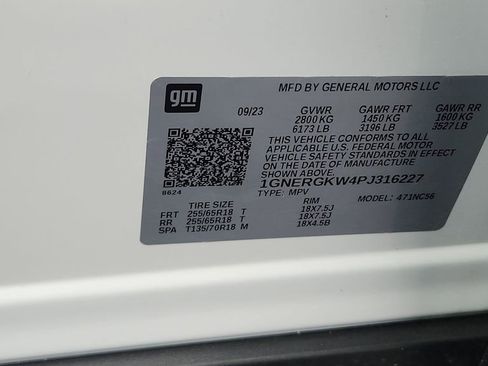 gm
MFD BY GENERAL MOTORS LLC
09/23 GVWR GAWR FRT GAWR RR
2800 KG 1450 KG 1600 KG
6173 LB 3196 LB 3527 LB
THIS VEHICLE CONFORMS TO ALL
APPLICABLE U.S. FEDERAL MOTOR
VEHICLE SAFETY STANDARDS IN EFFECT
ON THE DATE OF MANUFACTURE
SHOWN ABOVE.
1GNERGKW4PJ316227
TYPE: MPV MODEL: 471NC56
8624
TIRE SIZE RIM
FRT 255/65R18 T 18X7.5J
RR 255/65R18 T 18X7.5J
SPA T135/70R18 M 18X4.5B